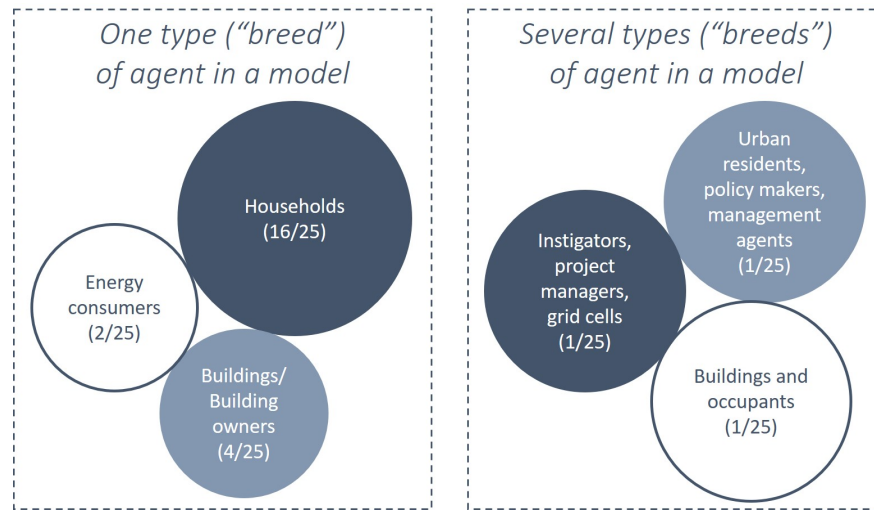 One type (“breed”)
of agent in a model
Households
(16/25)
Energy
consumers
(2/25)
Buildings/
Building
owners
(4/25)
Several types (“breeds”)
of agent in a model
Urban
residents,
policy makers,
management
agents
(1/25)
Instigators,
project
managers,
grid cells
(1/25)
Buildings and
occupants
(1/25)